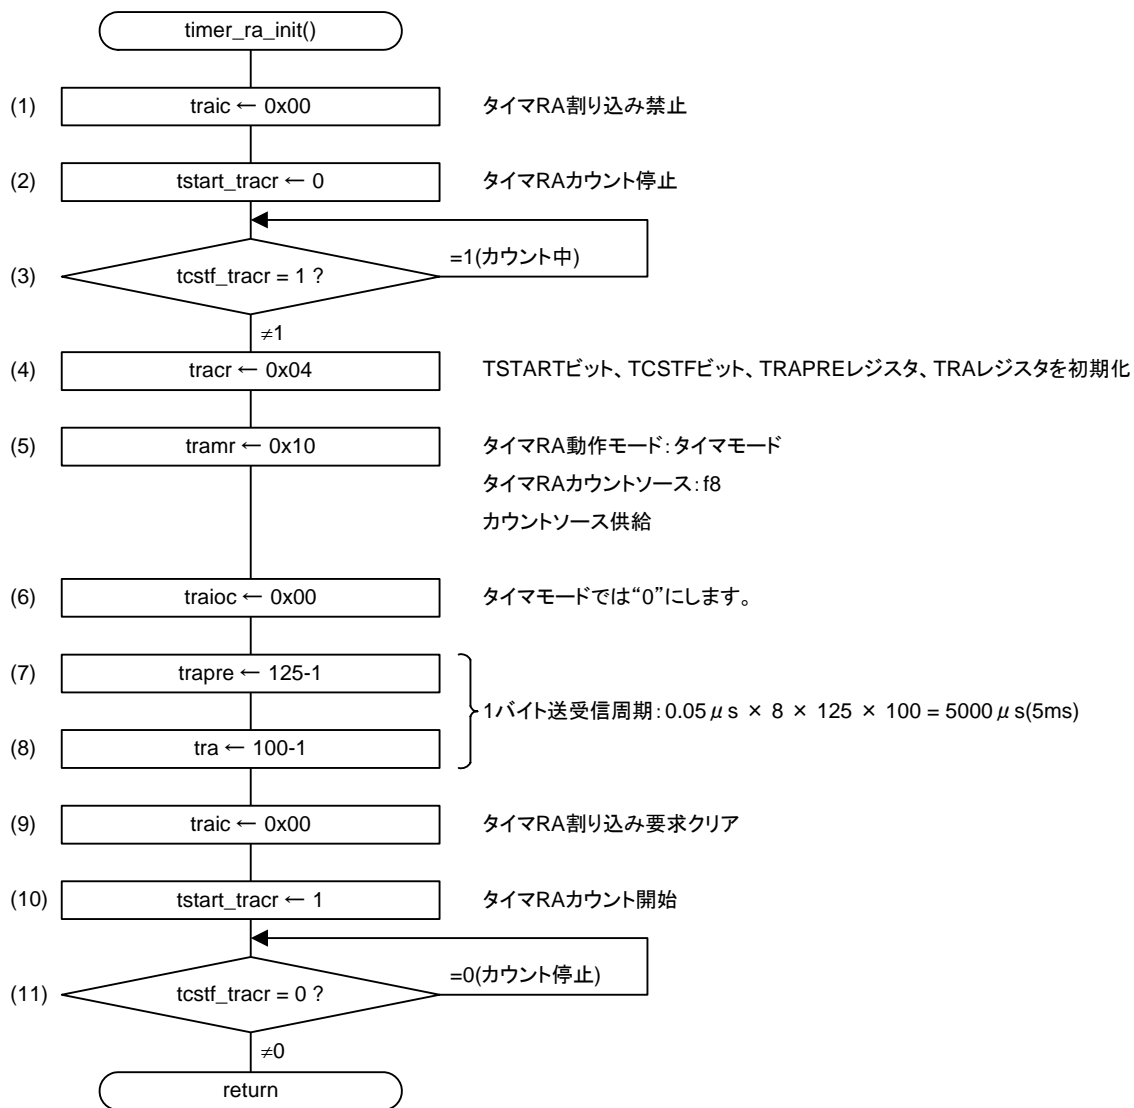 timer_ra_init()
(1) traic ← 0x00 タイマRA割り込み禁止
(2) tstart_tracr ← 0 タイマRAカウント停止
=1(カウント中)
(3) tcstf_tracr = 1 ?
≠1
(4) tracr ← 0x04 TSTARTビット、TCSTFビット、TRAPREレジスタ、TRAレジスタを初期化
(5) tramr ← 0x10 タイマRA動作モード:タイマモード
タイマRAカウントソース:f8
カウントソース供給
(6) traioc ← 0x00 タイマモードでは“0”にします。
(7) trapre ← 125-1
1バイト送受信周期:0.05μs × 8 × 125 × 100 = 5000μs(5ms)
(8) tra ← 100-1
(9) traic ← 0x00 タイマRA割り込み要求クリア
(10) tstart_tracr ← 1 タイマRAカウント開始
=0(カウント停止)
(11) tcstf_tracr = 0 ?
≠0
return